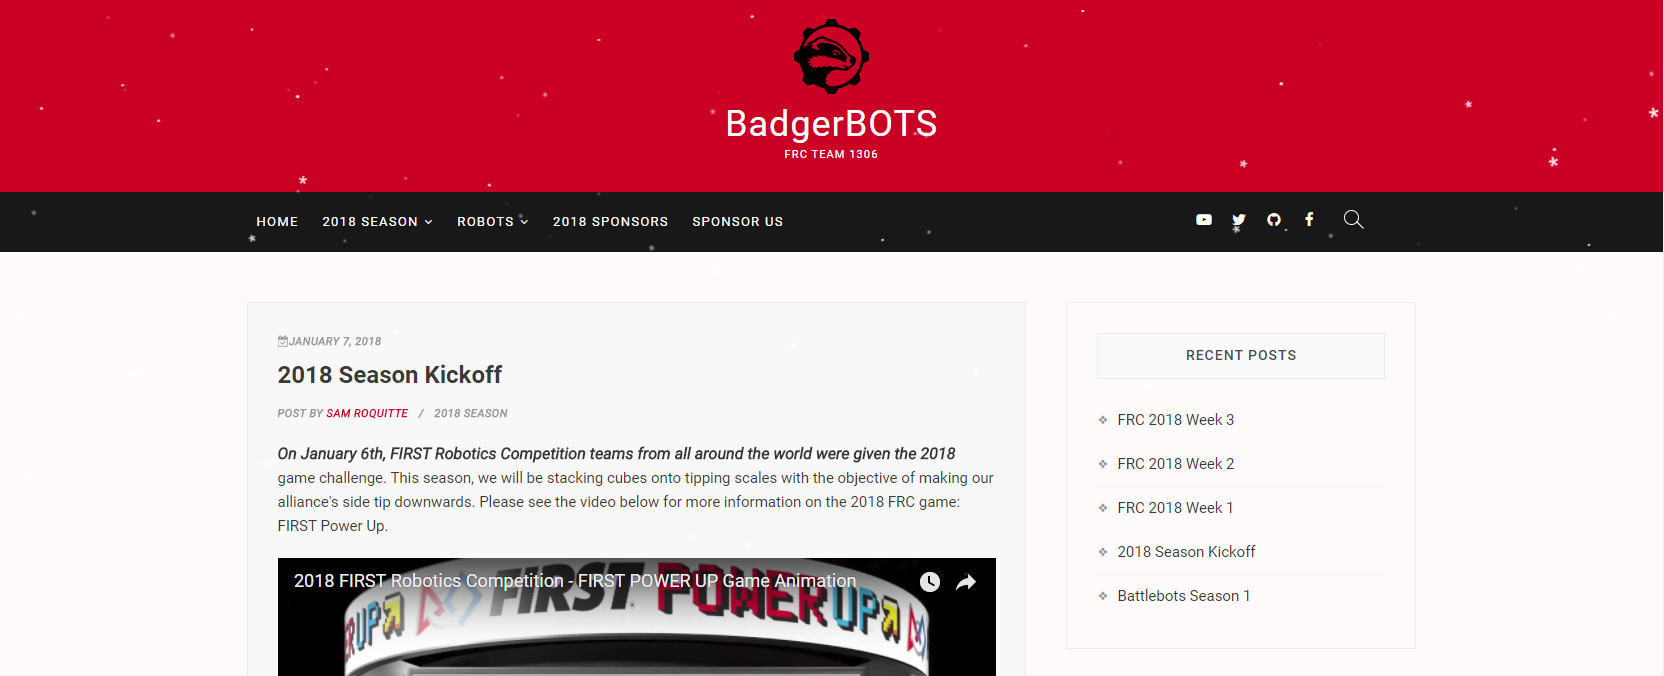 BadgerBOTS
FRC TEAM 1306
HOME 2018 SEASON ROBOTS 2018 SPONSORS SPONSOR US
JANUARY 7, 2018
2018 Season Kickoff
POST BY SAM ROQUITTE / 2018 SEASON
On January 6th, FIRST Robotics Competition teams from all around the world were given the 2018
game challenge. This season, we will be stacking cubes onto tipping scales with the objective of making our
alliance's side tip downwards. Please see the video below for more information on the 2018 FRC game:
FIRST Power Up.
2018 FIRST Robotics Competition - FIRST POWER UP Game Animation
ERUP FIRST POWERUP
RECENT POSTS
FRC 2018 Week 3
FRC 2018 Week 2
FRC 2018 Week 1
2018 Season Kickoff
Battlebots Season 1